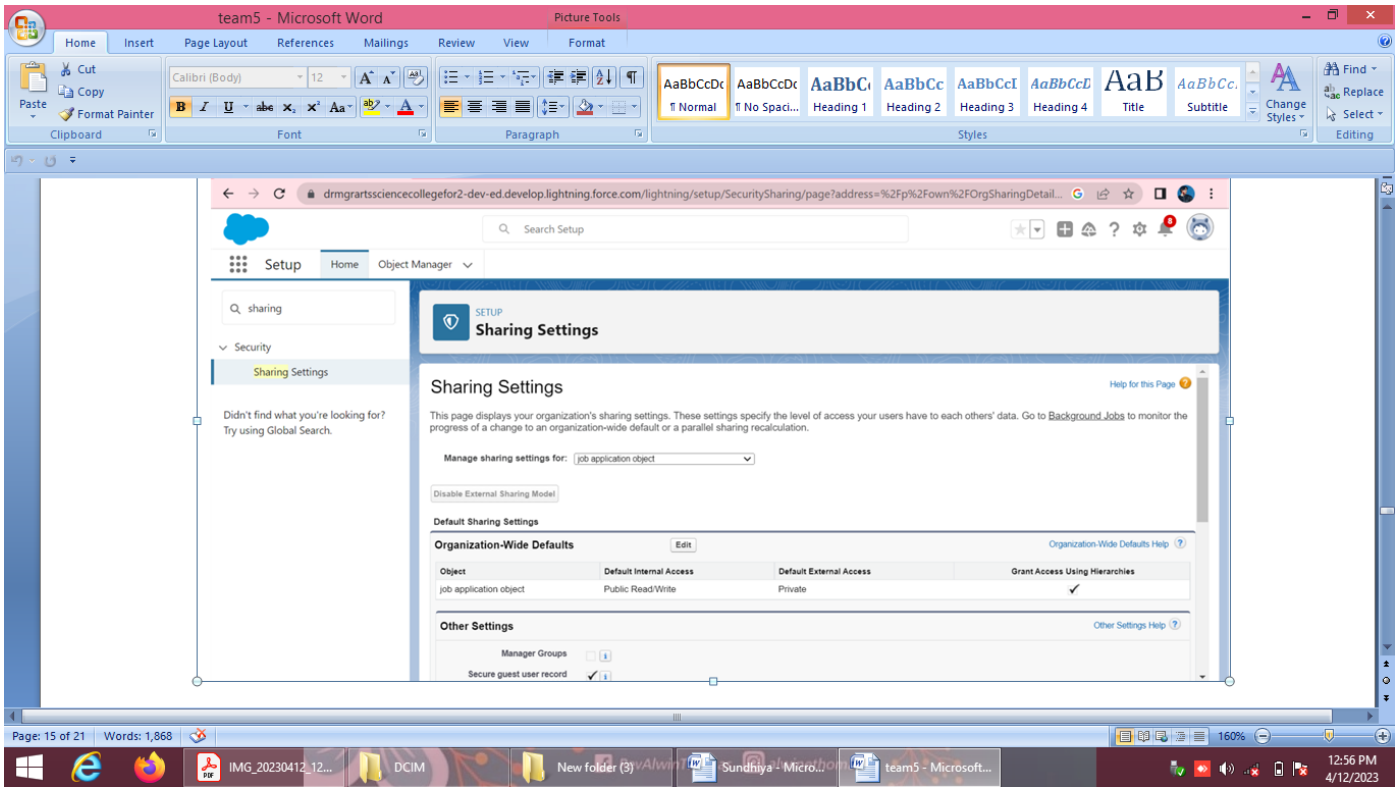 team5 - Microsoft Word
Picture Tools
Home Insert Page Layout References Mailings Review View Format
Paste
Cut
Copy
Format Painter
Clipboard
Calibri (Body) 12
B I U abe X₂ X² Aa
Font
Paragraph
AaBbCcDc AaBbCcDc AaBbC AaBbCc AaBbCcI AaBbCcD AaB AaBbCc.
¶ Normal ¶ No Spaci... Heading 1 Heading 2 Heading 3 Heading 4 Title Subtitle
Styles
Change Styles
Find
Replace
Select
Editing
drmgrartssciencecollegefor2-dev-ed.develop.lightning.force.com/lightning/setup/SecuritySharing/page?address=%2Fp%2Fown%2FOrgSharingDetail...
Search Setup
8
Setup Home Object Manager
sharing
Security
Sharing Settings
Didn't find what you're looking for?
Try using Global Search.
SETUP
Sharing Settings
Sharing Settings
Help for this Page
This page displays your organization's sharing settings. These settings specify the level of access your users have to each others' data. Go to Background Jobs to monitor the
progress of a change to an organization-wide default or a parallel sharing recalculation.
Manage sharing settings for: job application object
Disable External Sharing Model
Default Sharing Settings
Organization-Wide Defaults Edit Organization-Wide Defaults Help ?
Object Default Internal Access Default External Access Grant Access Using Hierarchies
job application object Public Read/Write Private ✓
Other Settings Other Settings Help ?
Manager Groups i
Secure guest user record ✓ i
Page: 15 of 21 Words: 1,868 160%
IMG_20230412_12... DCIM New folder (3) Sundhiya - Micro... team5 - Microsoft...
12:56 PM
4/12/2023